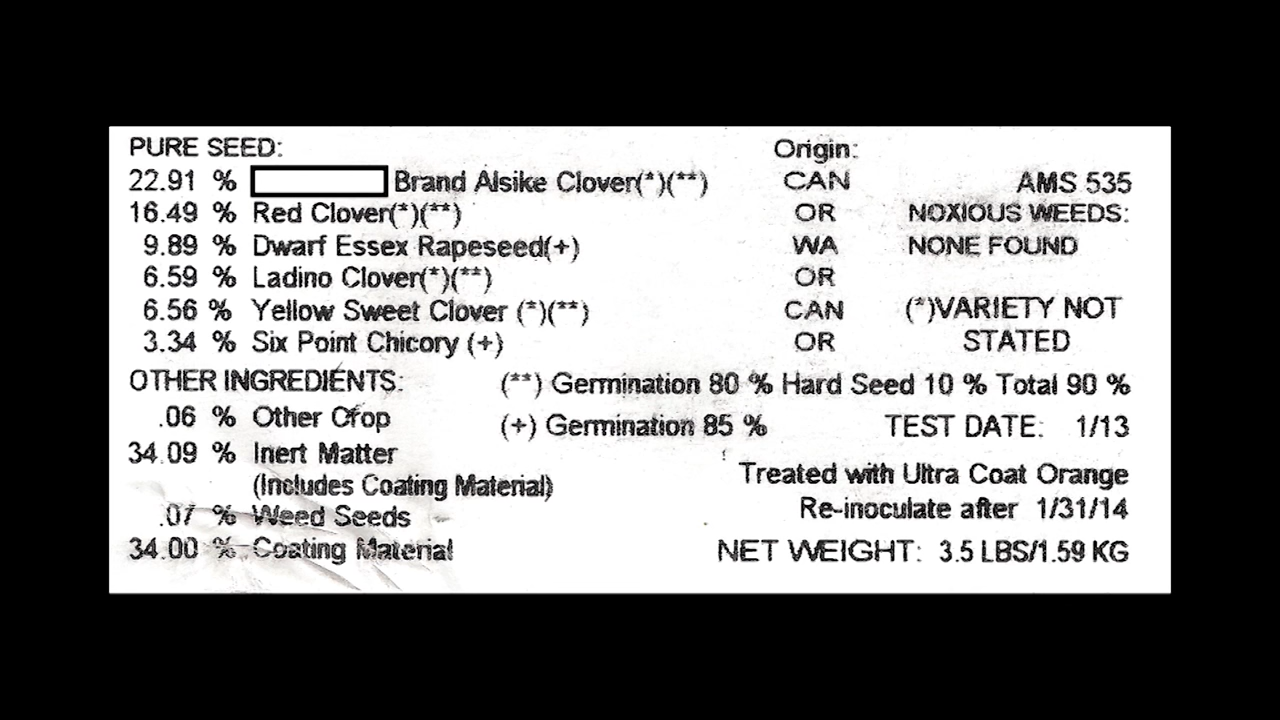 PURE SEED: Origin:
22.91 % Brand Alsike Clover(*)(**) CAN AMS 535
16.49 % Red Clover(*)(**) OR NOXIOUS WEEDS:
9.89 % Dwarf Essex Rapeseed(+) WA NONE FOUND
6.59 % Ladino Clover(*)(**) OR
6.56 % Yellow Sweet Clover (*)(**) CAN (*)VARIETY NOT
3.34 % Six Point Chicory (+) OR STATED
OTHER INGREDIENTS: (**) Germination 80 % Hard Seed 10 % Total 90 %
.06 % Other Crop (+) Germination 85 % TEST DATE: 1/13
34.09 % Inert Matter
(Includes Coating Material) Treated with Ultra Coat Orange
.07 % Weed Seeds Re-inoculate after 1/31/14
34.00 % Coating Material NET WEIGHT: 3.5 LBS/1.59 KG